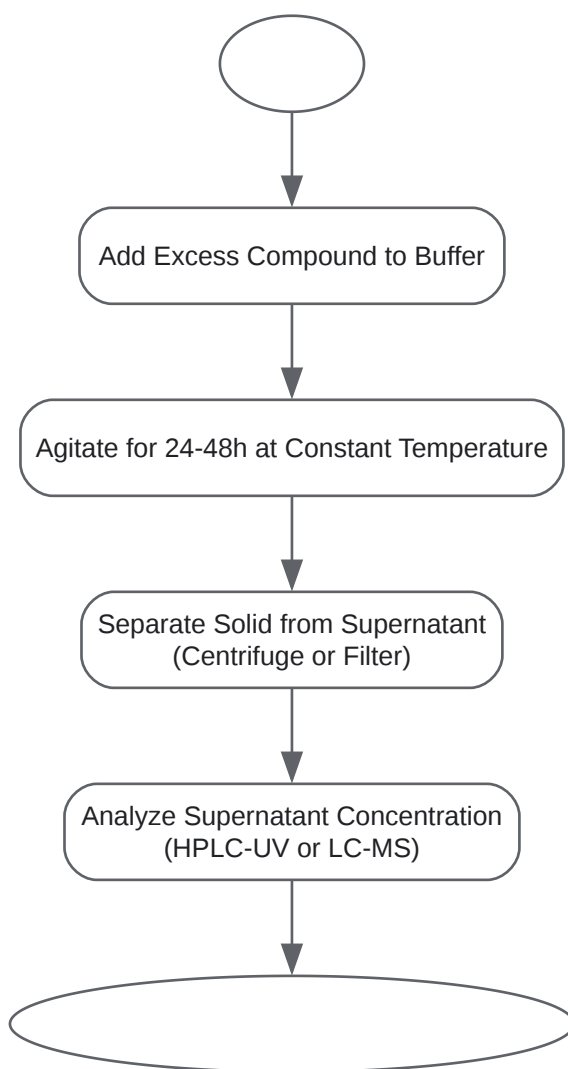 Add Excess Compound to Buffer
Agitate for 24-48h at Constant Temperature
Separate Solid from Supernatant
(Centrifuge or Filter)
Analyze Supernatant Concentration
(HPLC-UV or LC-MS)